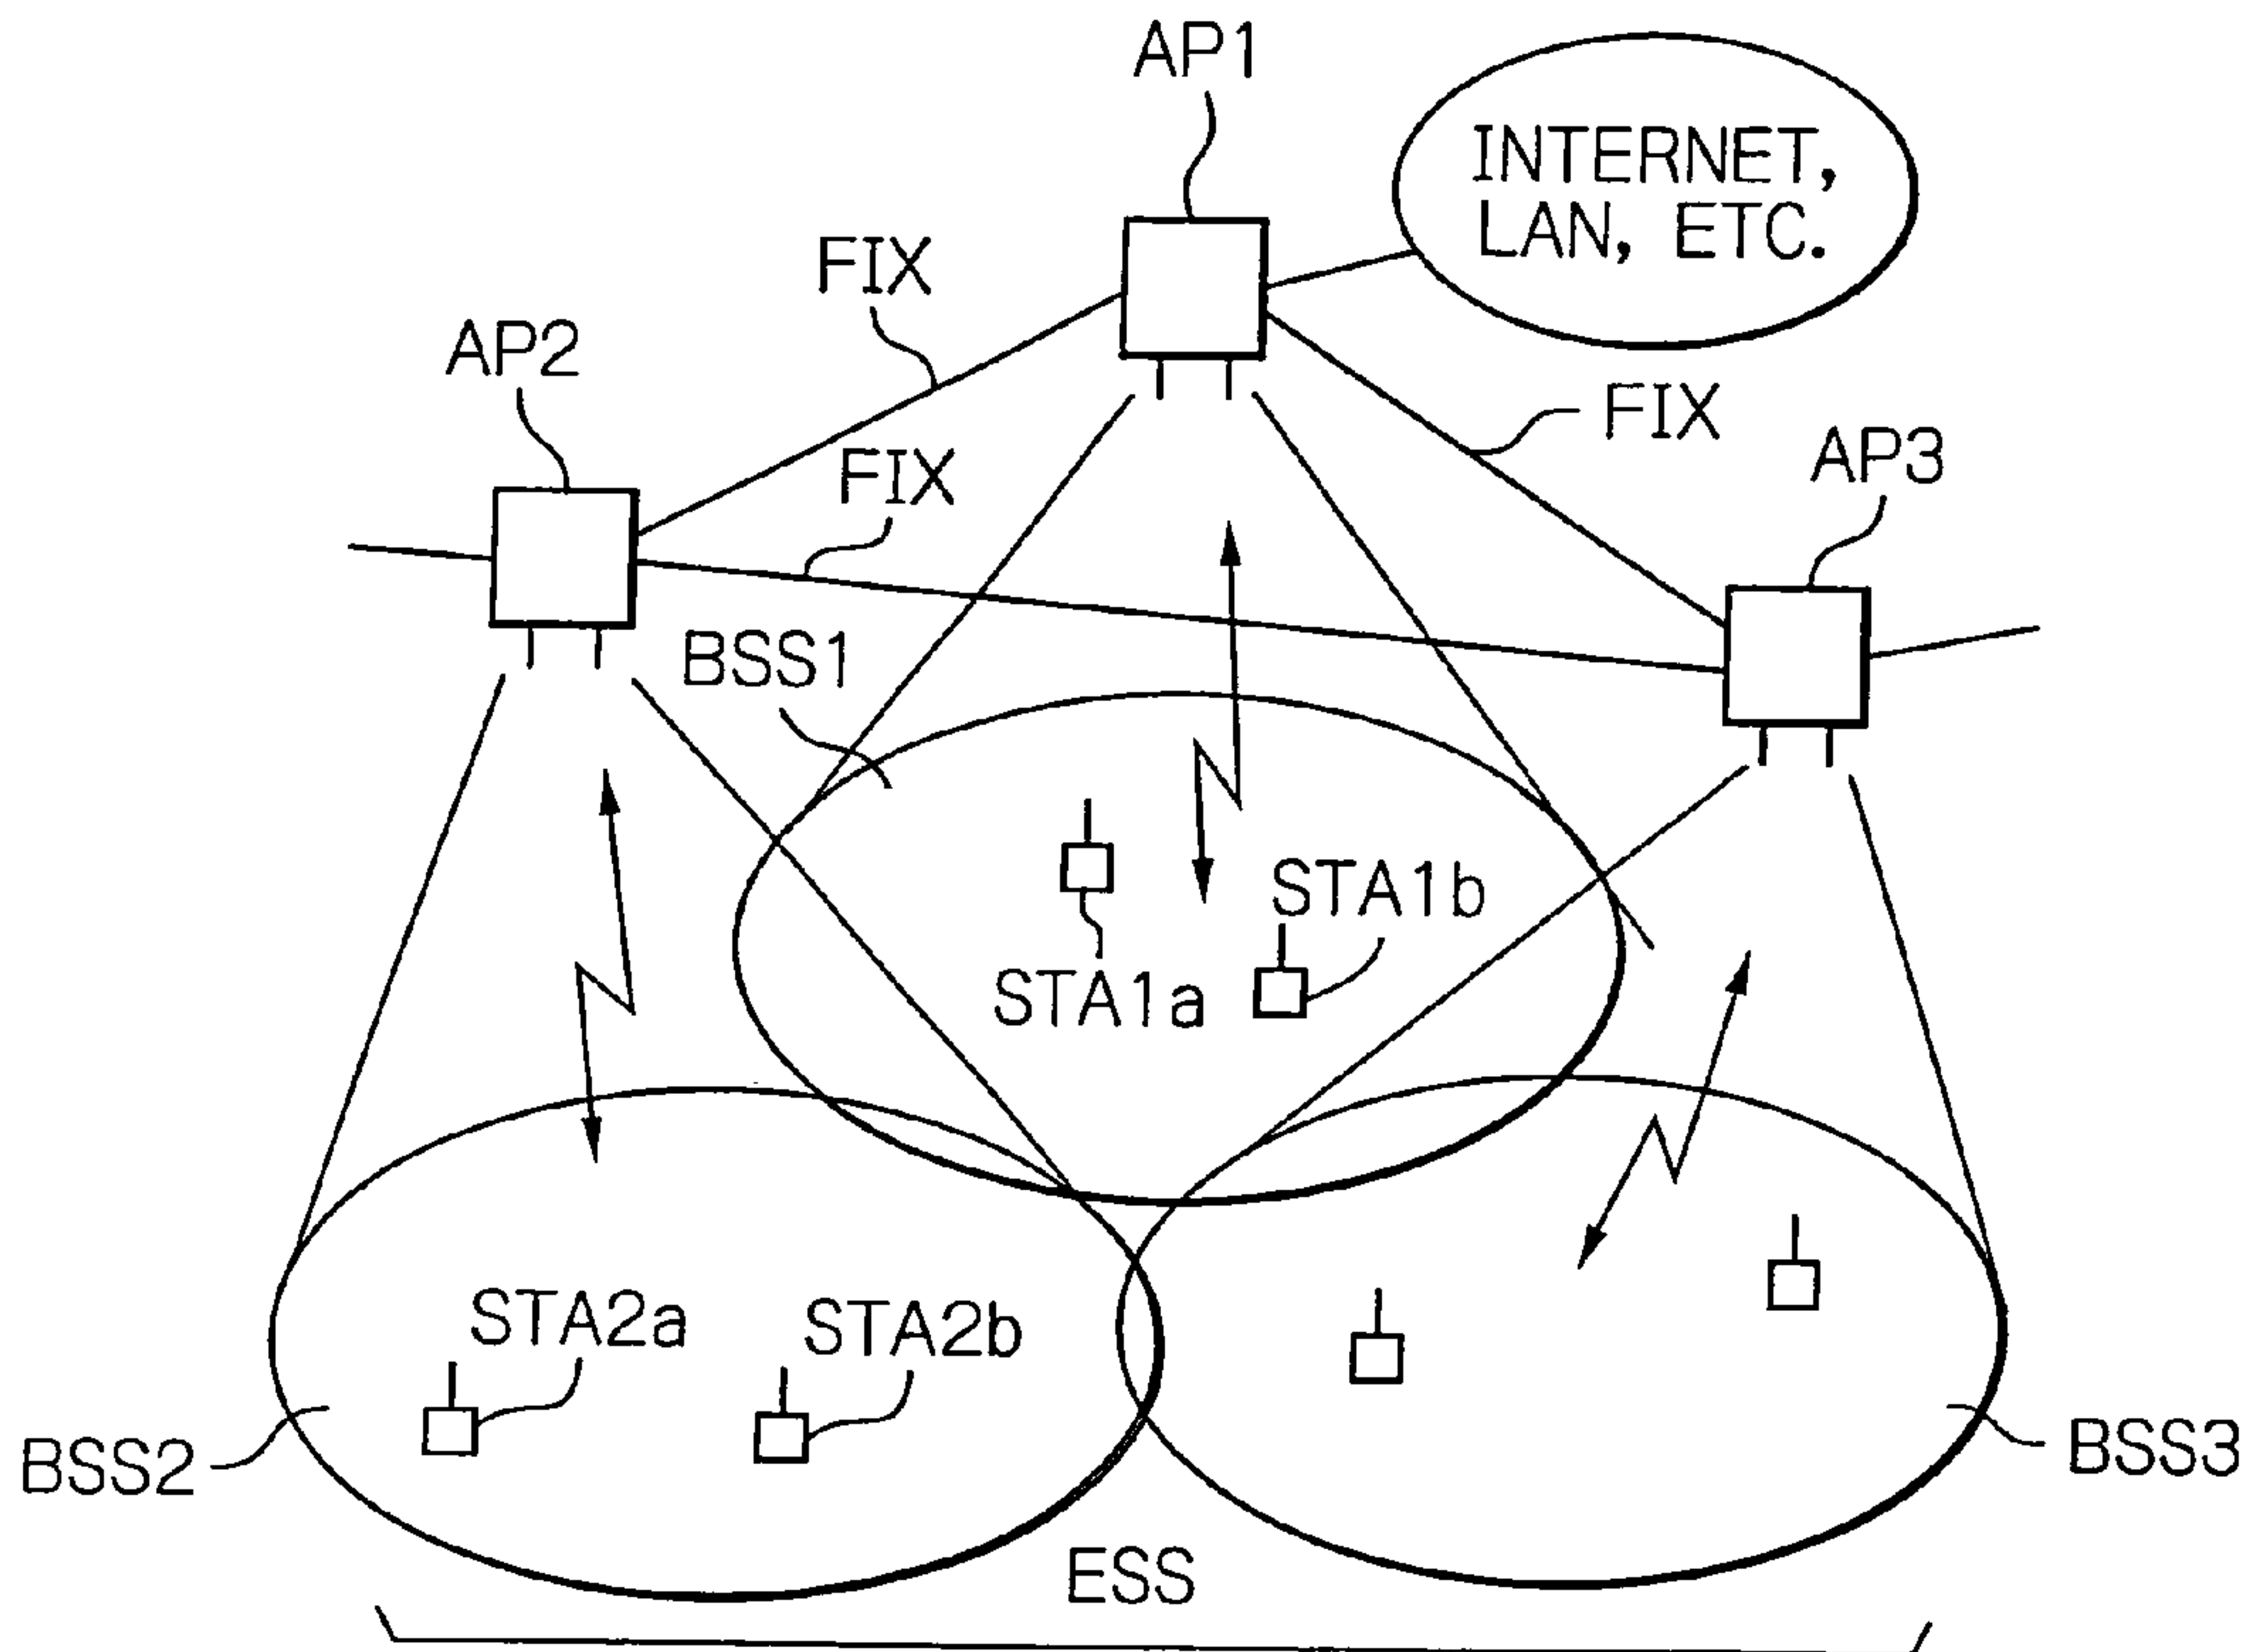 AP1
INTERNET,
LAN, ETC.
FIX
AP2
FIX
FIX
AP3
BSS1
STA1b
STA1a
STA2a
STA2b
BSS2
BSS3
ESS